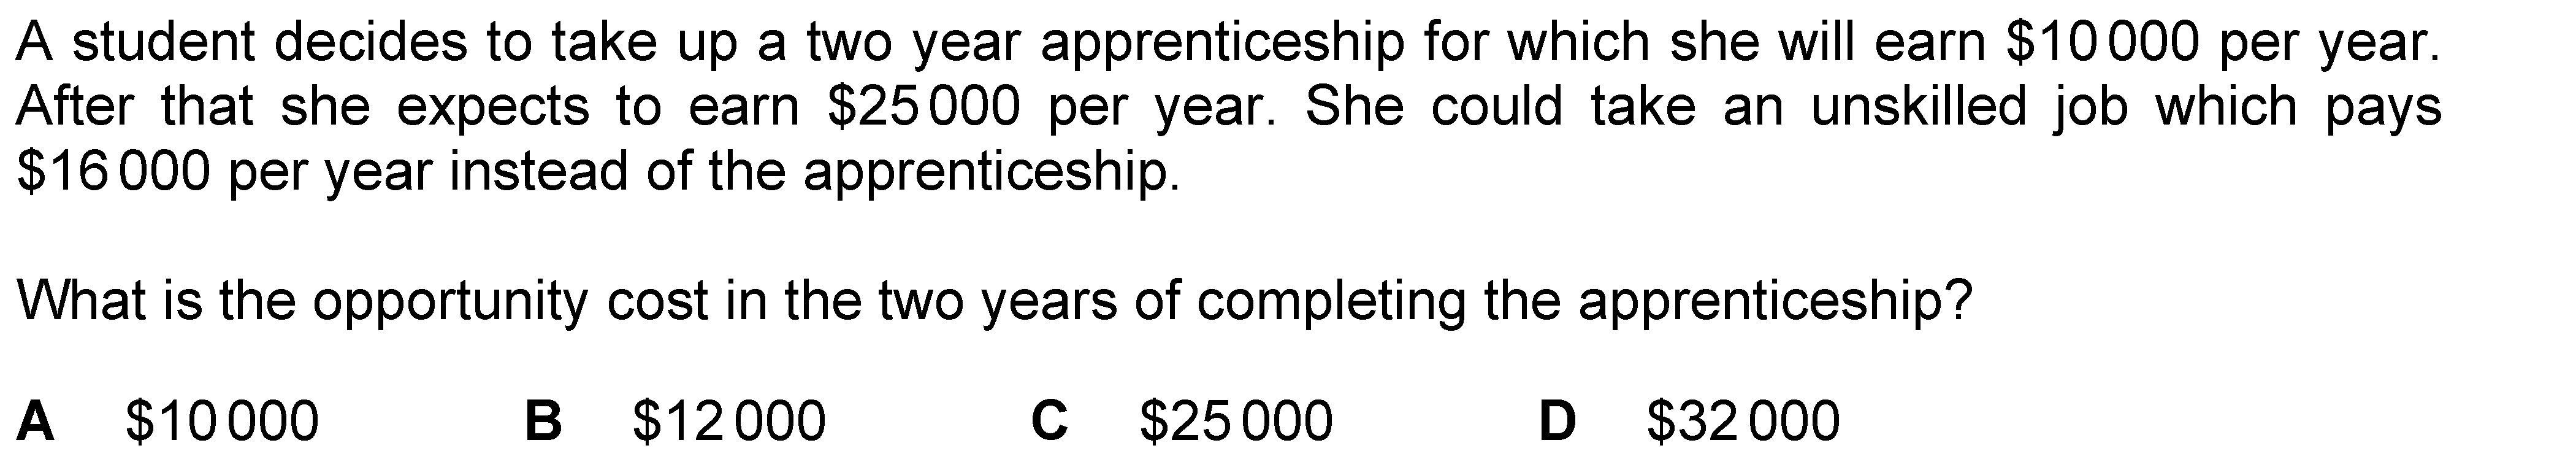 A student decides to take up a two year apprenticeship for which she will earn $10 000 per year.
After that she expects to earn $25 000 per year. She could take an unskilled job which pays
$16 000 per year instead of the apprenticeship.
What is the opportunity cost in the two years of completing the apprenticeship?
A $10 000 B $12 000 C $25 000 D $32 000